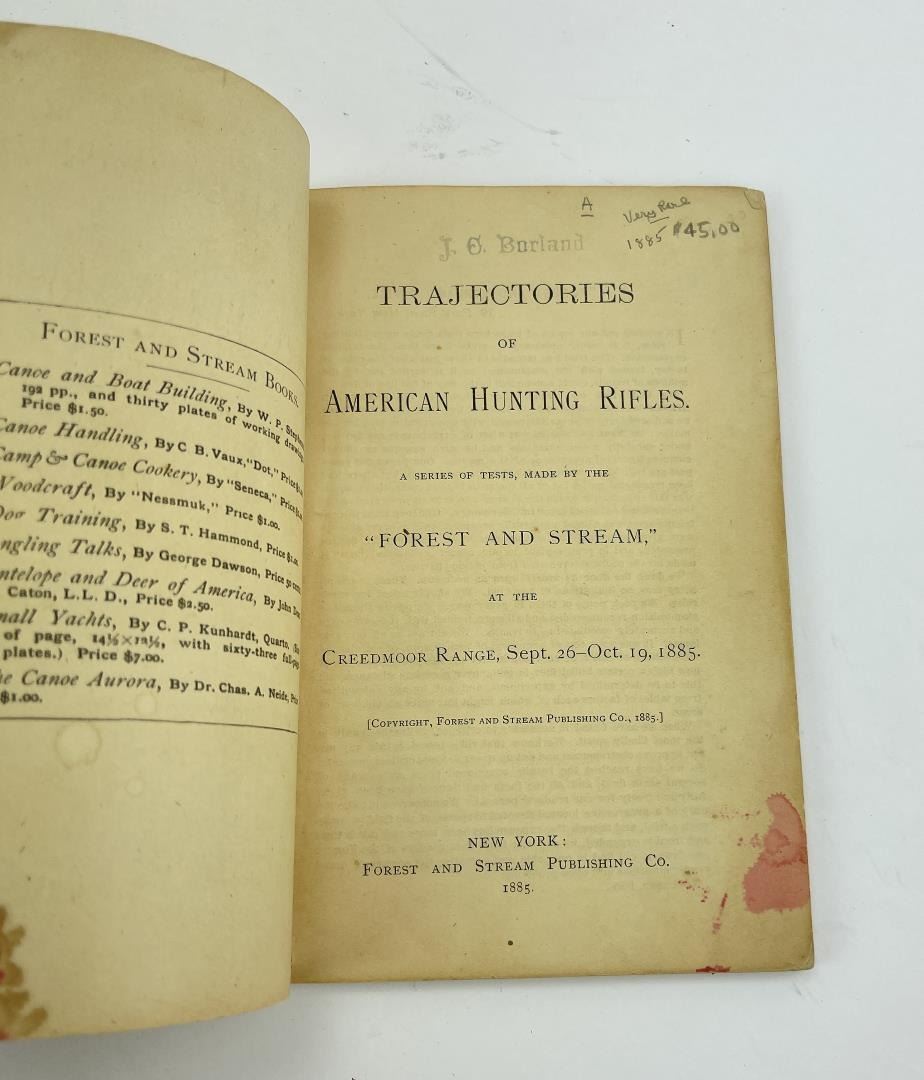 FOREST AND STREAM BOOKS.
Canoe and Boat Building, By W. P.
192 pp., and thirty plates of working
Price $1.50.
Canoe Handling, By C B. Vaux, "Dot,"
Camp & Canoe Cookery, By "Seneca,"
Woodcraft, By "Nessmuk," Price $1.00.
Training, By S. T. Hammond, Price $1.00
ngling Talks, By George Dawson, Price 50
ntelope and Deer of America, By John
Caton, L.L. D., Price $2.50.
mall Yachts, By C. P. Kunhardt, Quarto,
of page, 14½×12½, with sixty-three
plates.) Price $7.00.
he Canoe Aurora, By Dr. Chas. A. Neide,
$1.00.
A
Very Rare
1885 $45,00
J. C. Borland
TRAJECTORIES
OF
AMERICAN HUNTING RIFLES.
A SERIES OF TESTS, MADE BY THE
"FOREST AND STREAM,"
AT THE
CREEDMOOR RANGE, SEPT. 26–OCT. 19, 1885.
[COPYRIGHT, FOREST AND STREAM PUBLISHING CO., 1885.]
NEW YORK:
FOREST AND STREAM PUBLISHING CO.
1885.